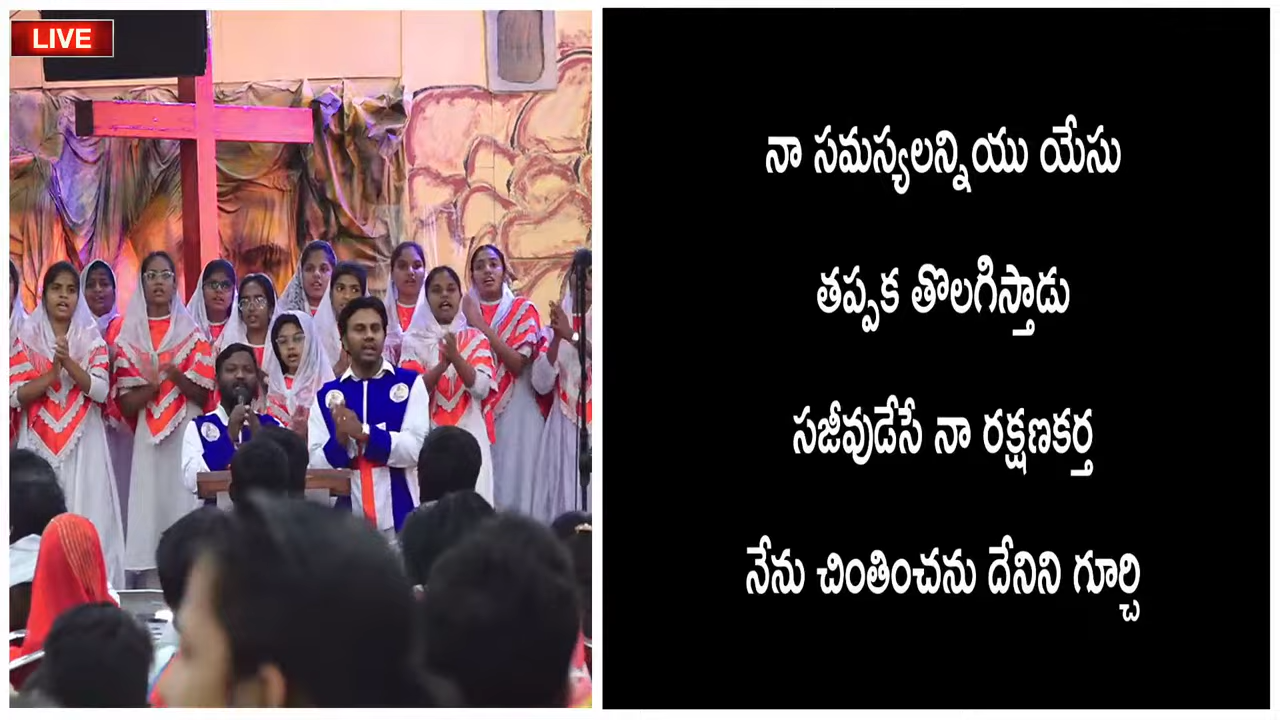 LIVE
నా సమస్యలన్నియు యేసు
తప్పక తొలగిస్తాడు
సజీవుడేసే నా రక్షణకర్త
నేను చింతించను దేనిని గూర్చి